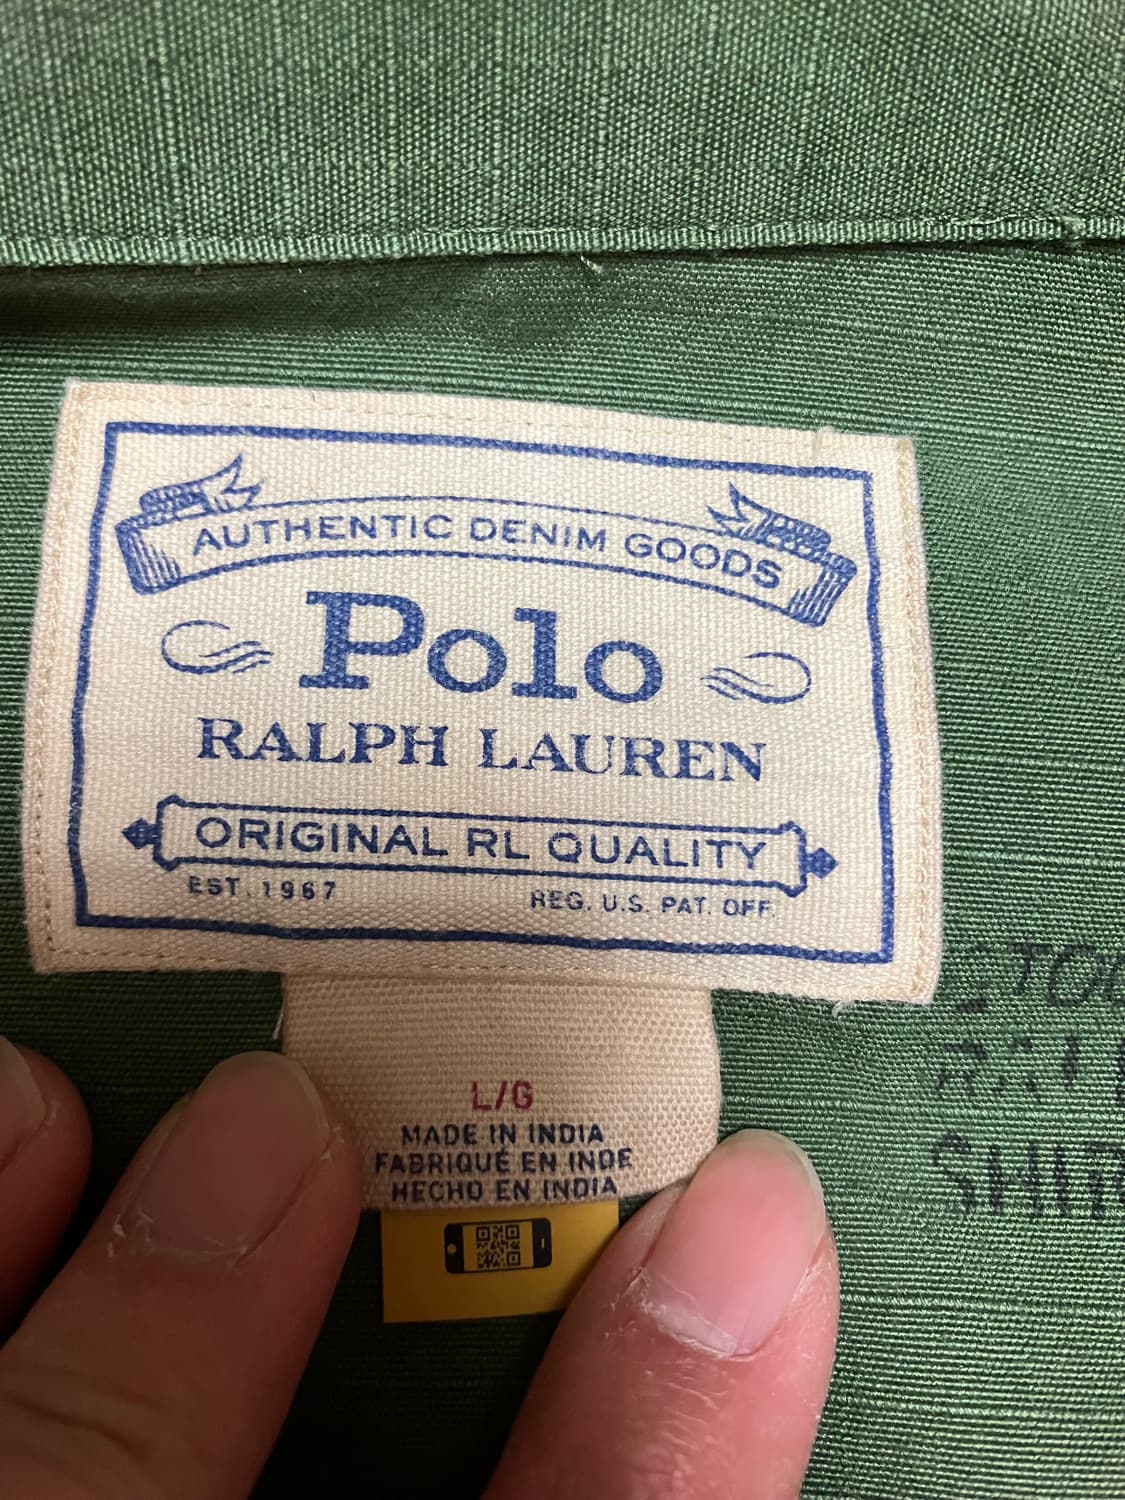 AUTHENTIC DENIM GOODS
Polo
RALPH LAUREN
ORIGINAL RL QUALITY
EST. 1967 REG. U.S. PAT. OFF.
L/G
MADE IN INDIA
FABRIQUÉ EN INDE
HECHO EN INDIA